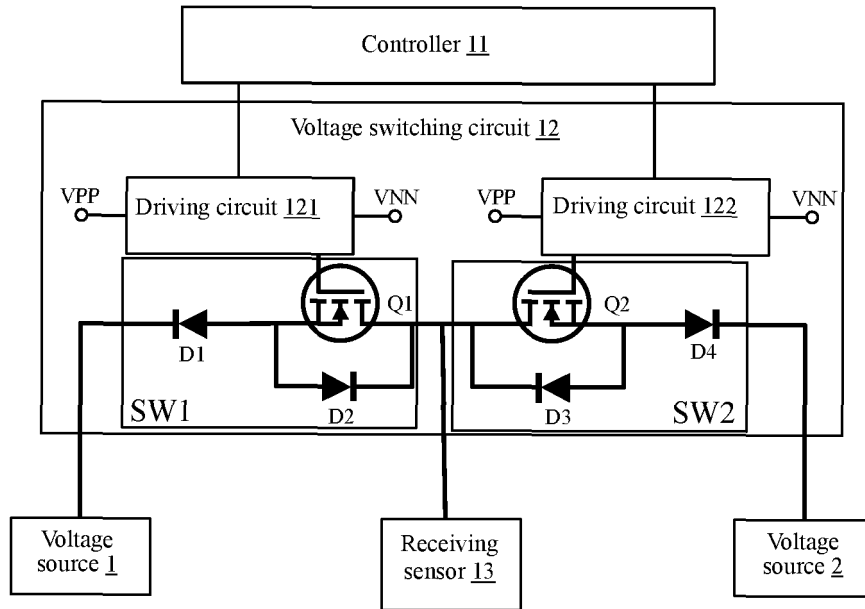 Controller 11
Voltage switching circuit 12
VPP
Driving circuit 121
VNN
VPP
Driving circuit 122
VNN
Q1
Q2
D1
D4
D2
D3
SW1
SW2
Voltage
source 1
Receiving
sensor 13
Voltage
source 2